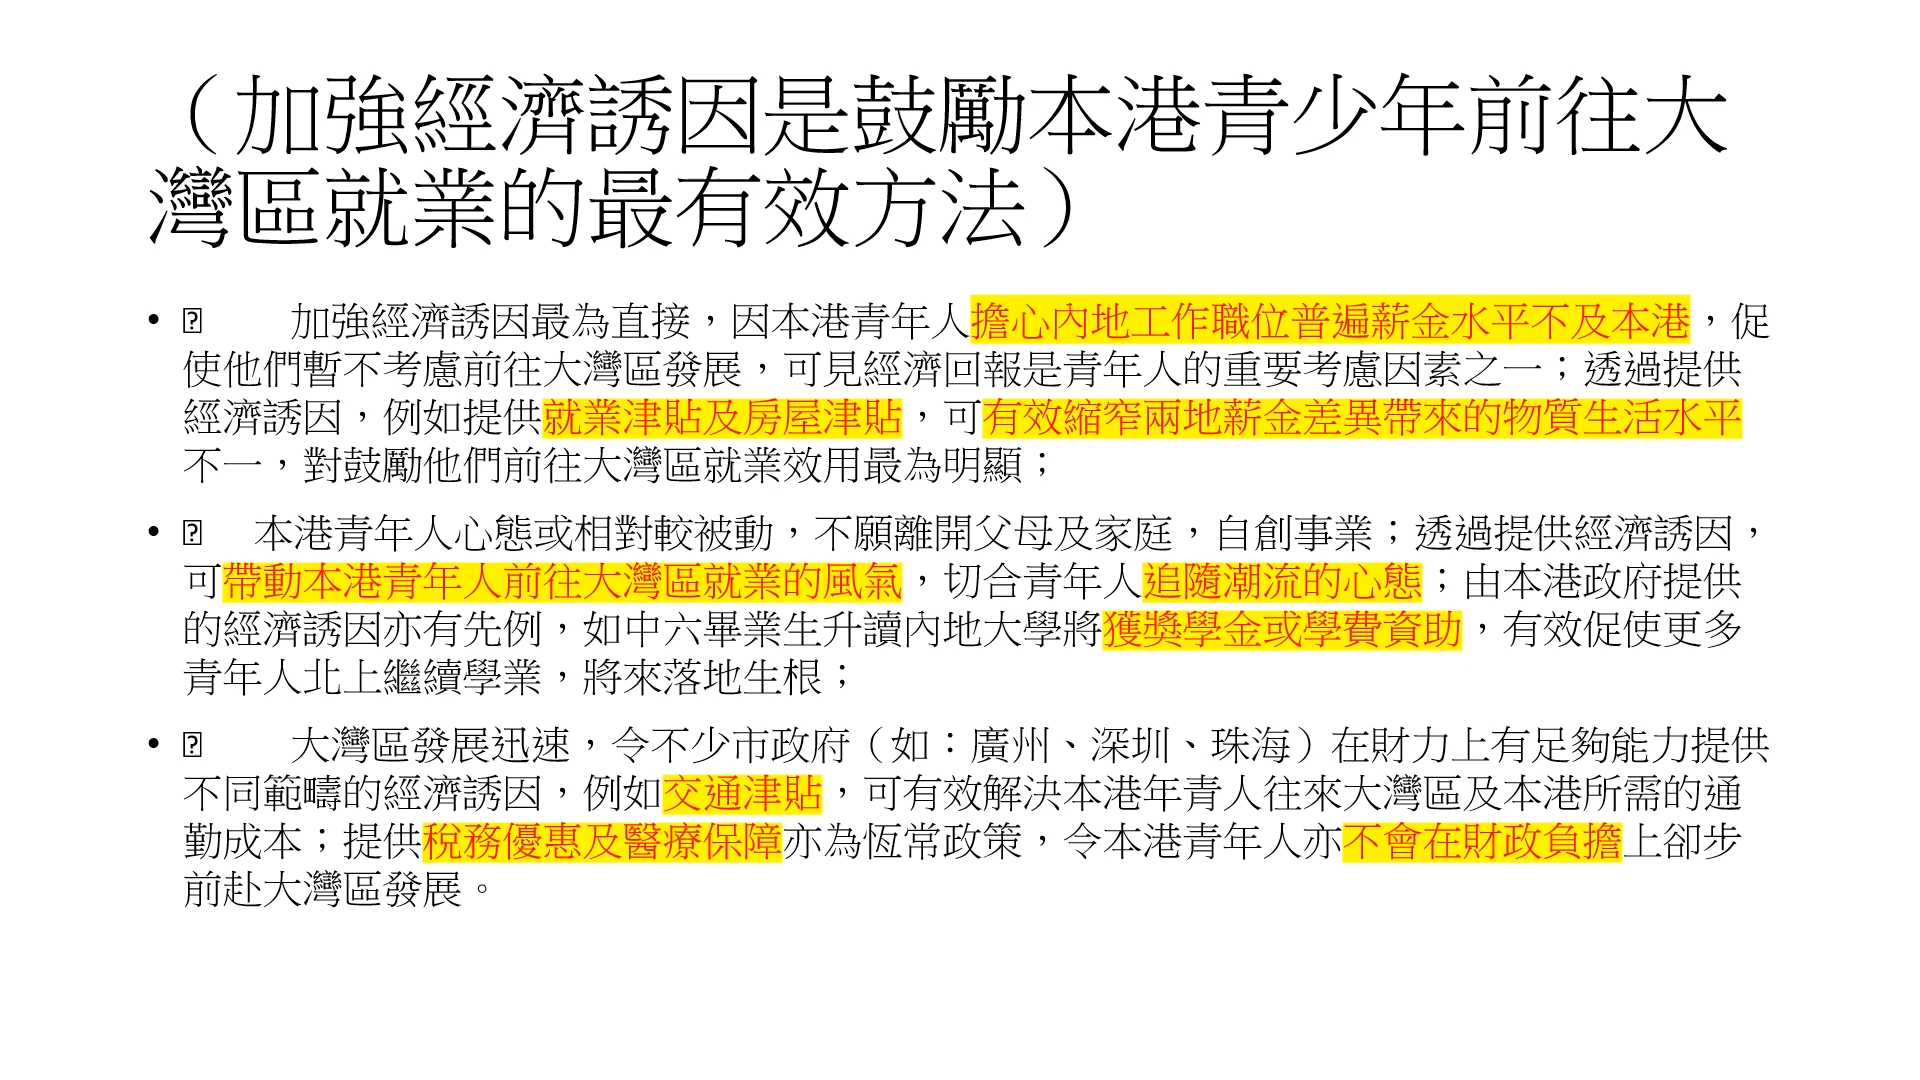 （加強經濟誘因是鼓勵本港青少年前往大
灣區就業的最有效方法）
• 加強經濟誘因最為直接，因本港青年人擔心內地工作職位普遍薪金水平不及本港，促
使他們暫不考慮前往大灣區發展，可見經濟回報是青年人的重要考慮因素之一；透過提供
經濟誘因，例如提供就業津貼及房屋津貼，可有效縮窄兩地薪金差異帶來的物質生活水平
不一，對鼓勵他們前往大灣區就業效用最為明顯；
• 本港青年人心態或相對較被動，不願離開父母及家庭，自創事業；透過提供經濟誘因，
可帶動本港青年人前往大灣區就業的風氣，切合青年人追隨潮流的心態；由本港政府提供
的經濟誘因亦有先例，如中六畢業生升讀內地大學將獲獎學金或學費資助，有效促使更多
青年人北上繼續學業，將來落地生根；
• 大灣區發展迅速，令不少市政府（如：廣州、深圳、珠海）在財力上有足夠能力提供
不同範疇的經濟誘因，例如交通津貼，可有效解決本港年青人往來大灣區及本港所需的通
勤成本；提供稅務優惠及醫療保障亦為恆常政策，令本港青年人亦不會在財政負擔上卻步
前赴大灣區發展。